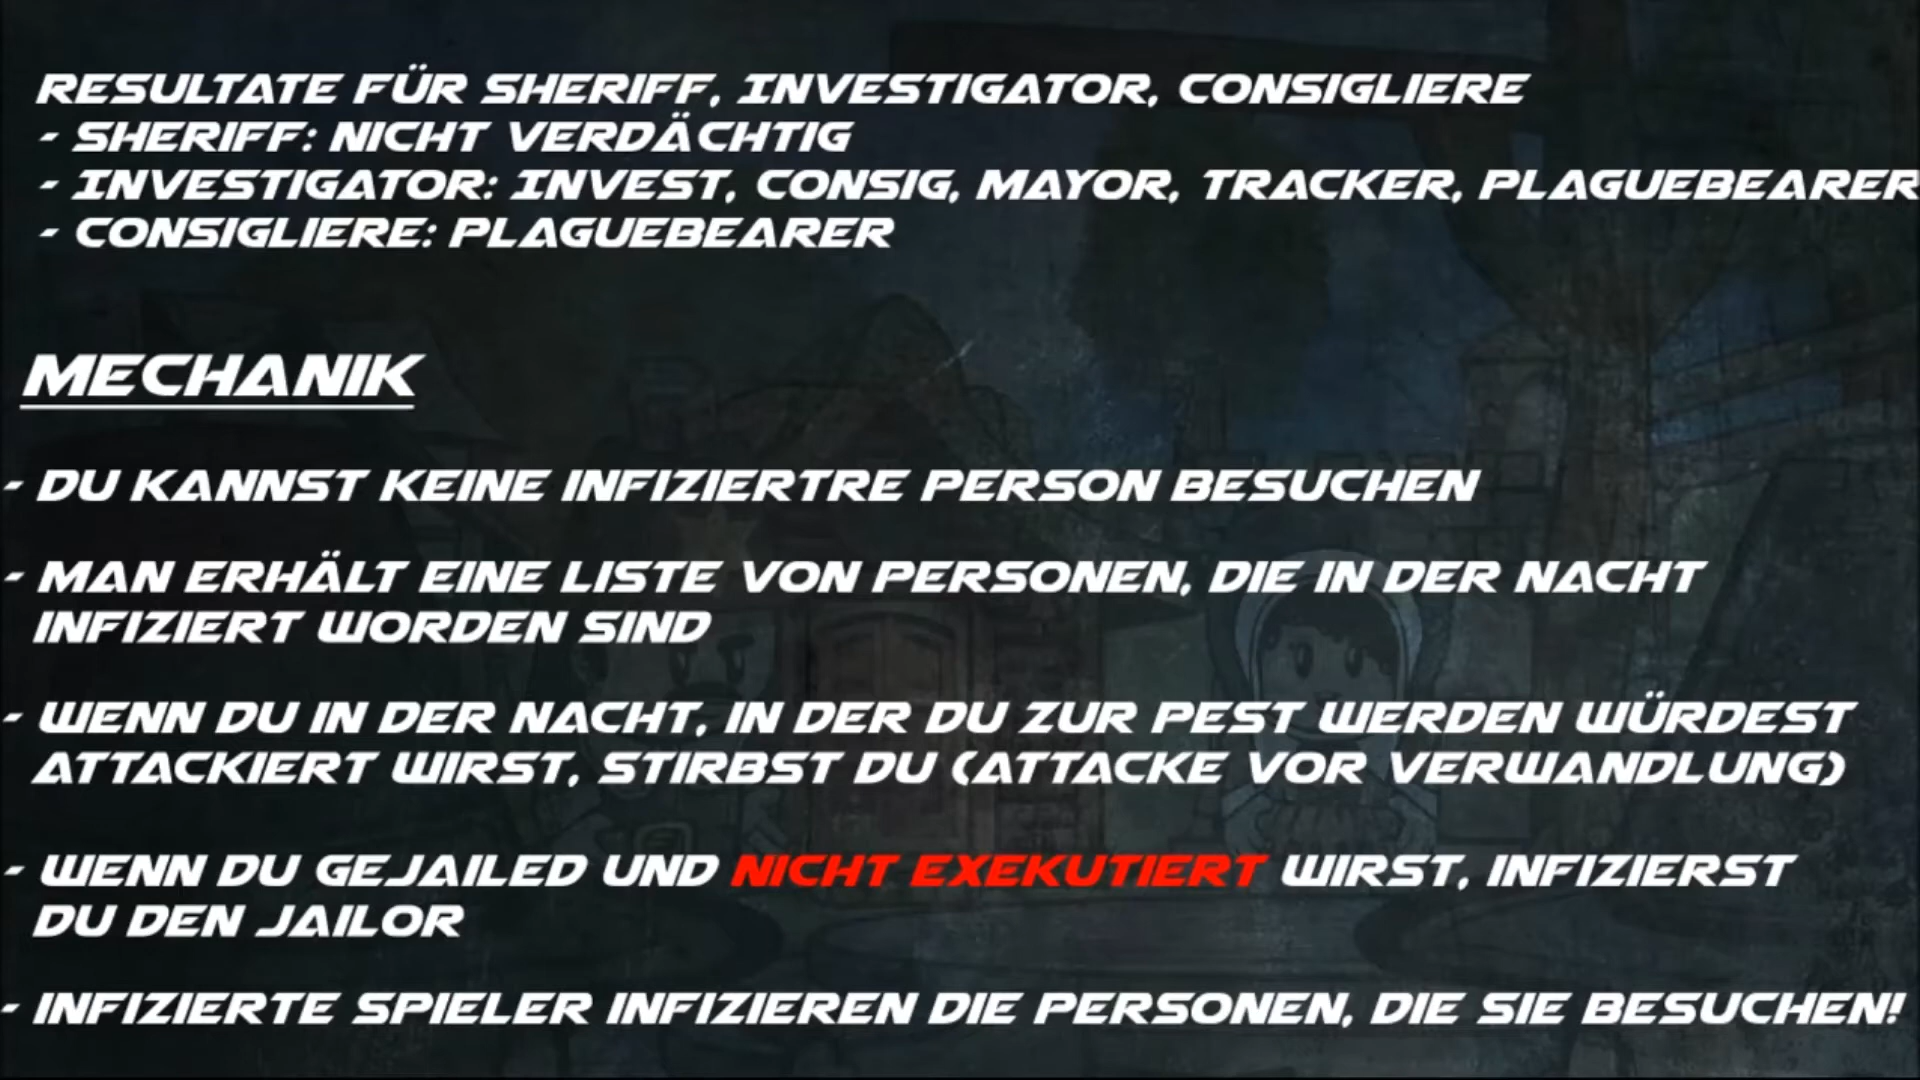 RESULTATE FÜR SHERIFF, INVESTIGATOR, CONSIGLIERE
- SHERIFF: NICHT VERDÄCHTIG
- INVESTIGATOR: INVEST, CONSIG, MAYOR, TRACKER, PLAGUEBEARER
- CONSIGLIERE: PLAGUEBEARER
MECHANIK
- DU KANNST KEINE INFIZIERTRE PERSON BESUCHEN
- MAN ERHÄLT EINE LISTE VON PERSONEN, DIE IN DER NACHT
INFIZIERT WORDEN SIND
- WENN DU IN DER NACHT, IN DER DU ZUR PEST WERDEN WÜRDEST
ATTACKIERT WIRST, STIRBST DU (ATTACKE VOR VERWANDLUNG)
- WENN DU GEJAILED UND NICHT EXEKUTIERT WIRST, INFIZIERST
DU DEN JAILOR
- INFIZIERTE SPIELER INFIZIEREN DIE PERSONEN, DIE SIE BESUCHEN!